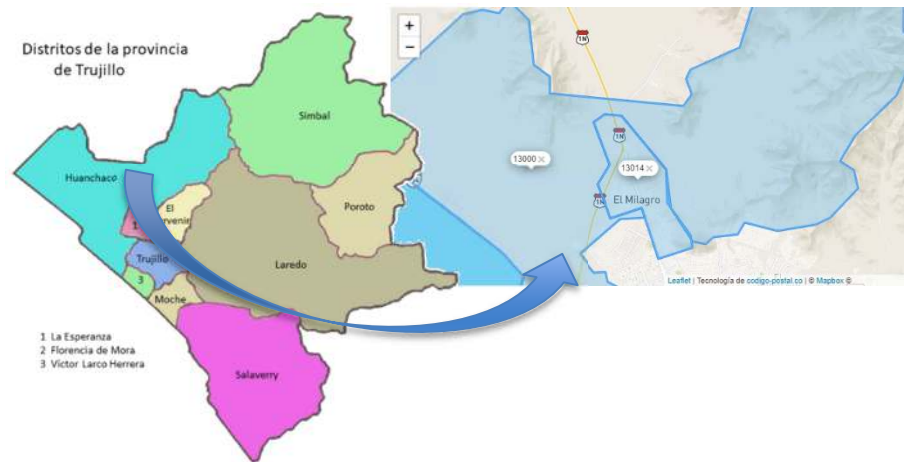 Distritos de la provincia
de Trujillo
Simbal
Huanchaco
El
Poroto
1
Trujillo
Laredo
3
Moche
1 La Esperanza
2 Florencia de Mora
3 Víctor Larco Herrera
Salaverry
+
−
1N
1N
13000 ×
13014 ×
1N
El Milagro
Leaflet | Tecnología de codigo-postal.co | © Mapbox ©